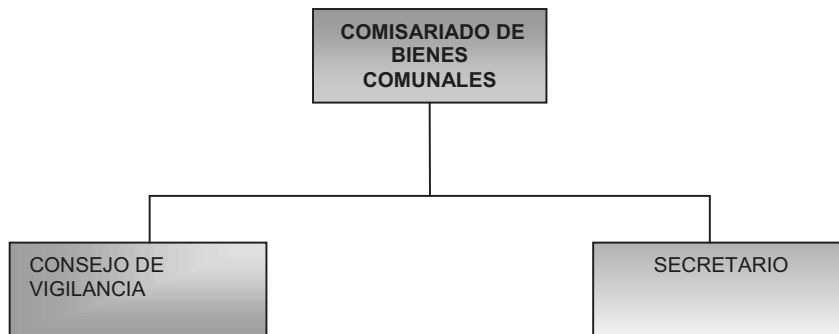 COMISARIADO DE
BIENES
COMUNALES
CONSEJO DE
VIGILANCIA
SECRETARIO